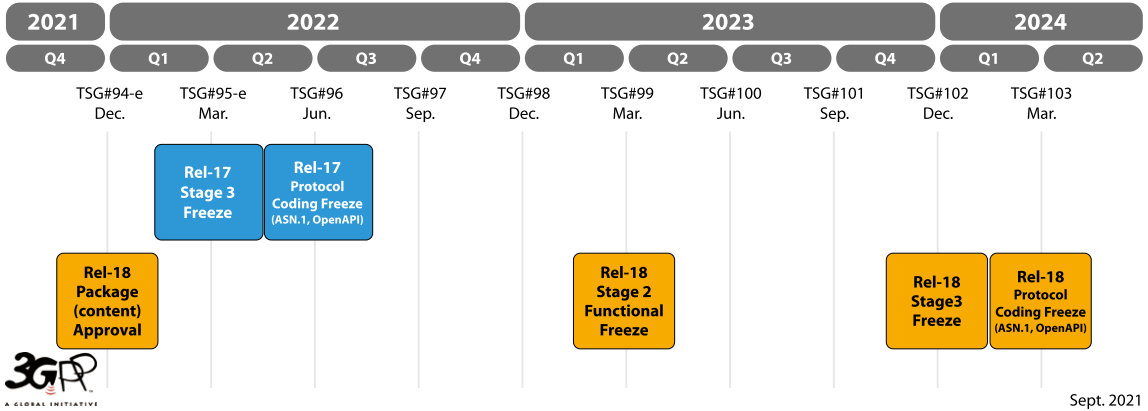 2021 2022 2023 2024
Q4 Q1 Q2 Q3 Q4 Q1 Q2 Q3 Q4 Q1 Q2
TSG#94-e TSG#95-e TSG#96 TSG#97 TSG#98 TSG#99 TSG#100 TSG#101 TSG#102 TSG#103
Dec. Mar. Jun. Sep. Dec. Mar. Jun. Sep. Dec. Mar.
Rel-17
Stage 3
Freeze
Rel-17
Protocol
Coding Freeze
(ASN.1, OpenAPI)
Rel-18
Package
(content)
Approval
Rel-18
Stage 2
Functional
Freeze
Rel-18
Stage3
Freeze
Rel-18
Protocol
Coding Freeze
(ASN.1, OpenAPI)
3GPP™
A GLOBAL INITIATIVE
Sept. 2021